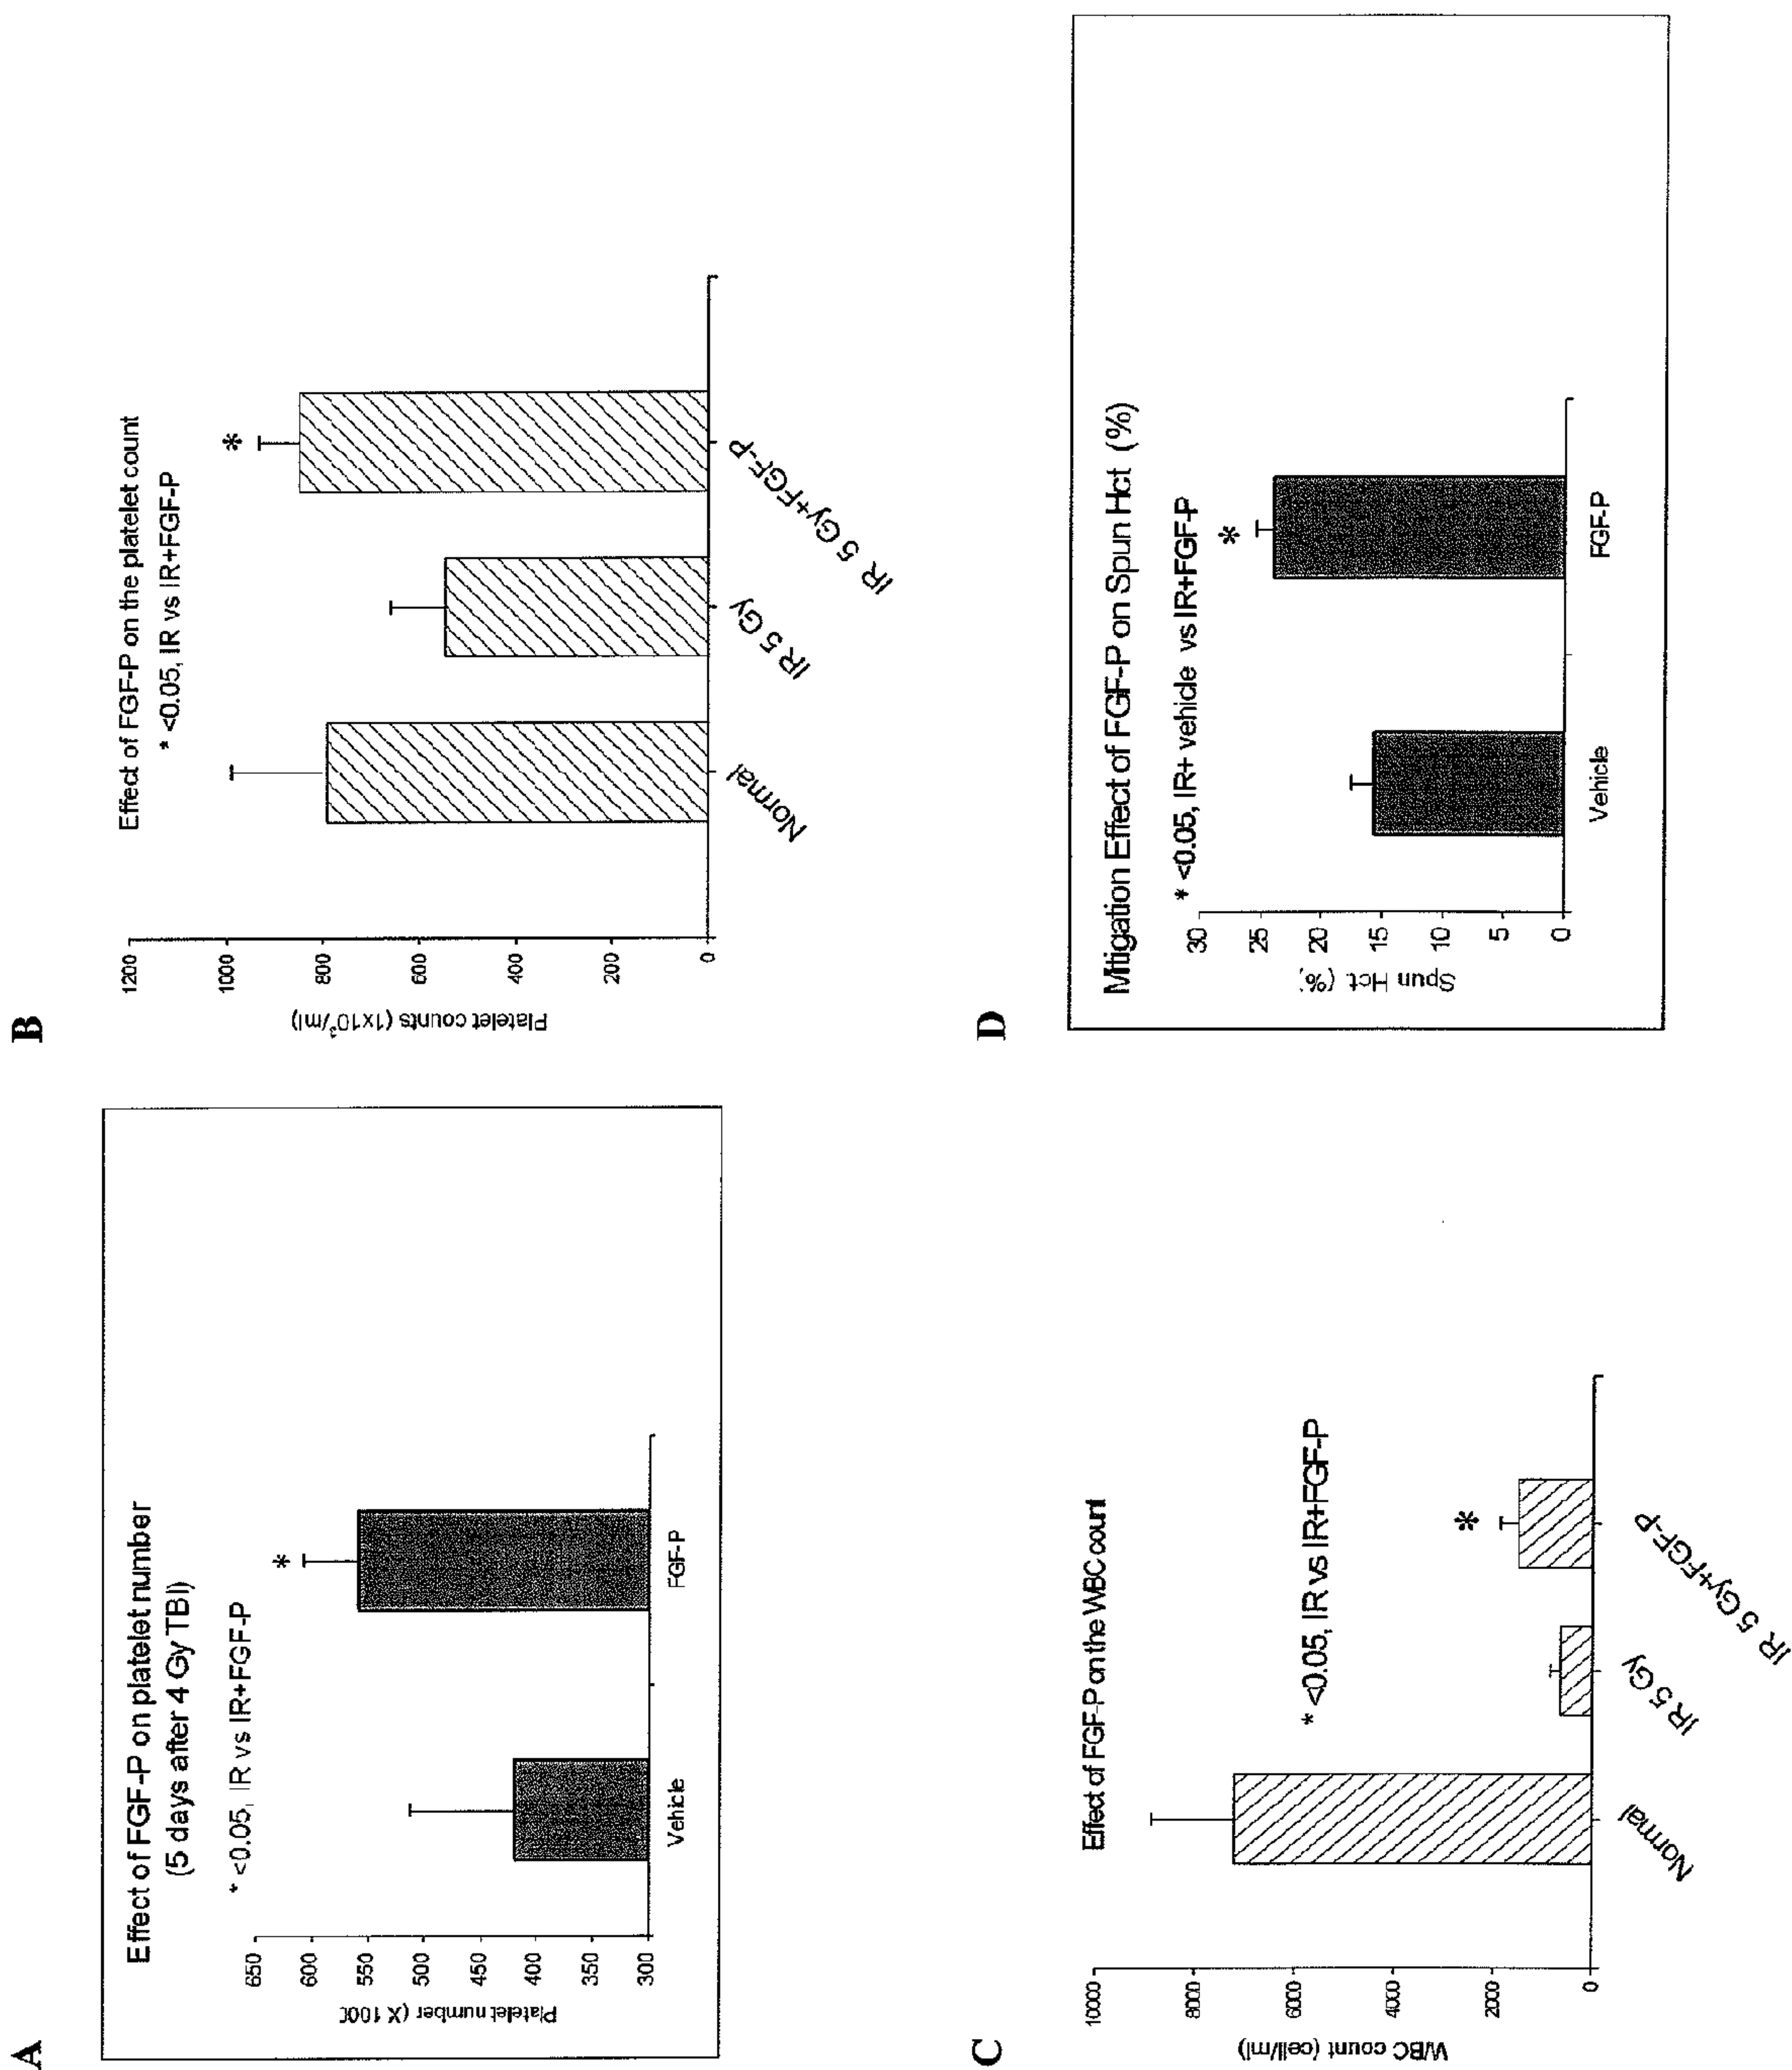 A
Effect of FGF-P on platelet number
(5 days after 4 Gy TBI)
* <0.05, IR vs IR+FGF-P
Platelet number (X 100
650
600
550
500
450
400
350
300
Vehicle
*
FGF-P
B
Effect of FGF-P on the platelet count
* <0.05, IR vs IR+FGF-P
Platelet counts (1x10³/ml)
1200
1000
800
600
400
200
0
Normal
IR 5 Gy
*
IR 5 Gy+FGF-P
C
Effect of FGF-P on the WBC count
* <0.05, IR vs IR+FGF-P
WBC count (cell/ml)
10000
8000
6000
4000
2000
0
Normal
IR 5 Gy
*
IR 5 Gy+FGF-P
D
Mitigation Effect of FGF-P on Spun Hct (%)
* <0.05, IR+ vehicle vs IR+FGF-P
Spun Hct (%)
30
25
20
15
10
5
0
Vehicle
*
FGF-P